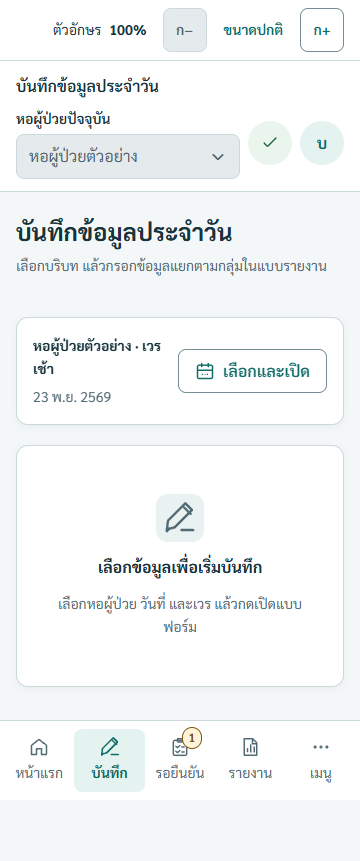 ตัวอักษร 100% ก− ขนาดปกติ ก+
บันทึกข้อมูลประจำวัน
หอผู้ป่วยปัจจุบัน
หอผู้ป่วยตัวอย่าง
บ
บันทึกข้อมูลประจำวัน
เลือกบริบท แล้วกรอกข้อมูลแยกตามกลุ่มในแบบรายงาน
หอผู้ป่วยตัวอย่าง · เวร
เช้า
23 พ.ย. 2569
เลือกและเปิด
เลือกข้อมูลเพื่อเริ่มบันทึก
เลือกหอผู้ป่วย วันที่ และเวร แล้วกดเปิดแบบ
ฟอร์ม
1
หน้าแรก บันทึก รอยืนยัน รายงาน เมนู